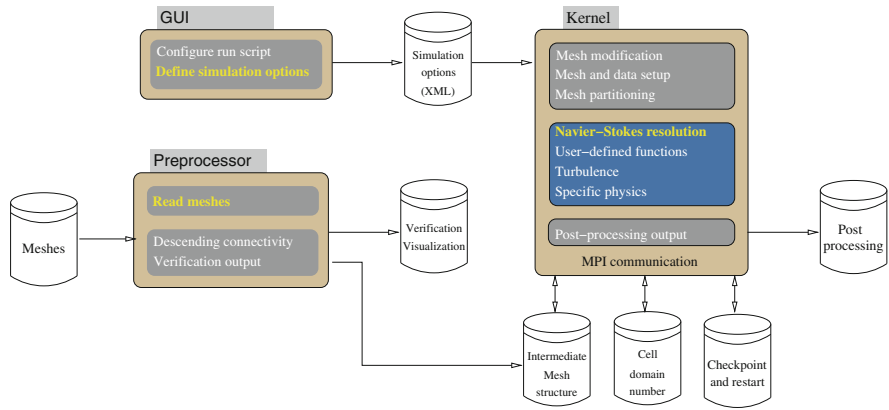 GUI
Configure run script
Define simulation options
Simulation
options
(XML)
Kernel
Mesh modification
Mesh and data setup
Mesh partitioning
Navier−Stokes resolution
User−defined functions
Turbulence
Specific physics
Post−processing output
MPI communication
Preprocessor
Read meshes
Descending connectivity
Verification output
Meshes
Verification
Visualization
Post
processing
Intermediate
Mesh
structure
Cell
domain
number
Checkpoint
and restart